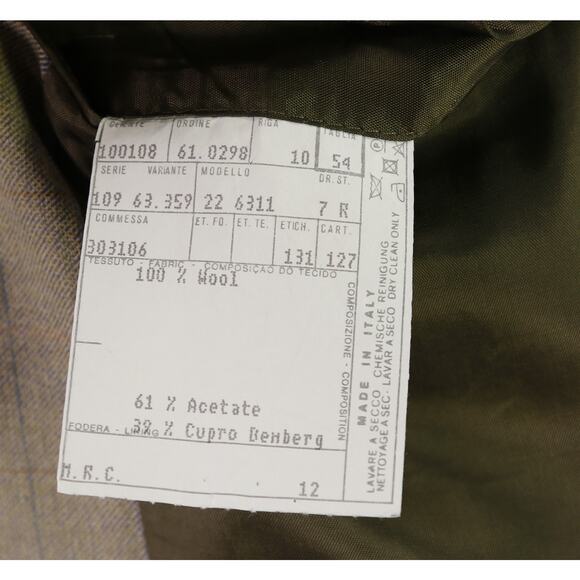 CLIENTE ORDINE RIGA TAGLIA
100108 61.0298 10 54
SERIE VARIANTE MODELLO DR.ST.
109 63.359 22 6311 7 R
COMMESSA ET. FO. ET. TE. ETICH. CART.
303106 131 127
TESSUTO - FABRIC - COMPOSIÇAO DO TECIDO
100 % Wool
61 % Acetate
FODERA - LINING 39 % Cupro Bemberg
M.R.C. 12
COMPOSIZIONE - COMPOSITION
MADE IN ITALY
LAVARE A SECCO CHEMISCHE REINIGUNG
NETTOYAGE A SEC - LAVAR A SECO DRY CLEAN ONLY
P